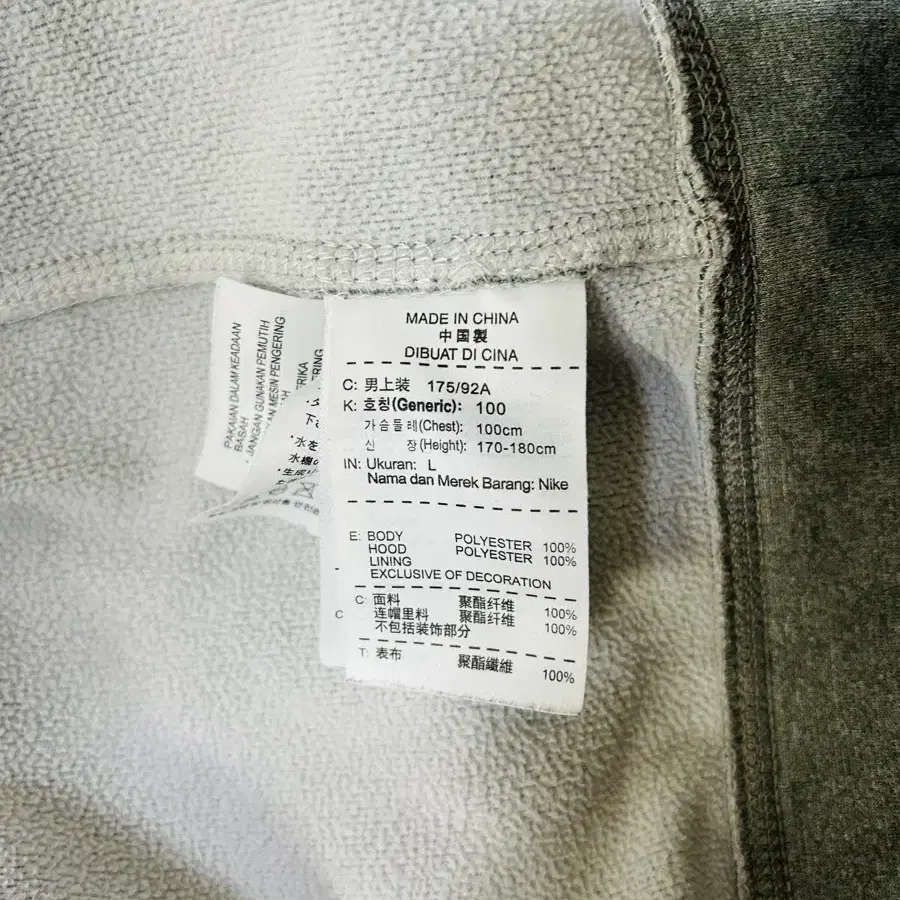 MADE IN CHINA
中国製
DIBUAT DI CINA
C: 男上装 175/92A
K: 호칭(Generic): 100
가슴둘레(Chest): 100cm
신 장(Height): 170-180cm
IN: Ukuran: L
Nama dan Merek Barang: Nike
E: BODY POLYESTER 100%
HOOD POLYESTER 100%
LINING
EXCLUSIVE OF DECORATION
C: 面料 聚酯纤维 100%
连帽里料 聚酯纤维 100%
不包括装饰部分
T: 表布 聚酯纖維 100%
PAKAIAN DALAM KEADAAN
BASAH
JANGAN GUNAKAN PEMUTIH
MESIN PENGERING